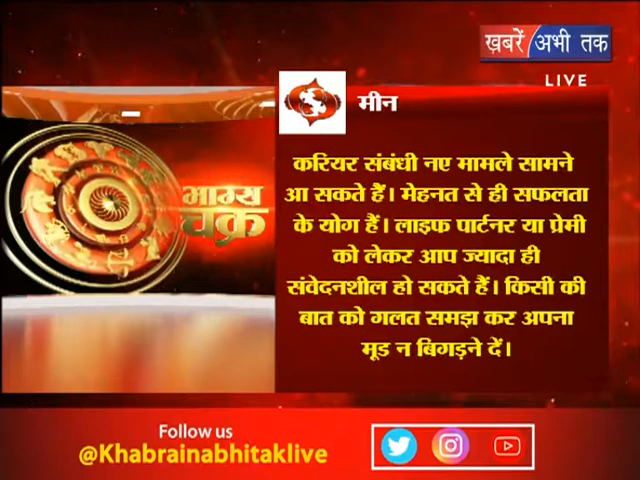 ख़बरें अभी तक
LIVE
मीन
भाग्य
चक्र
करियर संबंधी नए मामले सामने
आ सकते हैं। मेहनत से ही सफलता
के योग हैं। लाइफ पार्टनर या प्रेमी
को लेकर आप ज्यादा ही
संवेदनशील हो सकते हैं। किसी की
बात को गलत समझ कर अपना
मूड न बिगड़ने दें।
Follow us
@Khabrainabhitaklive